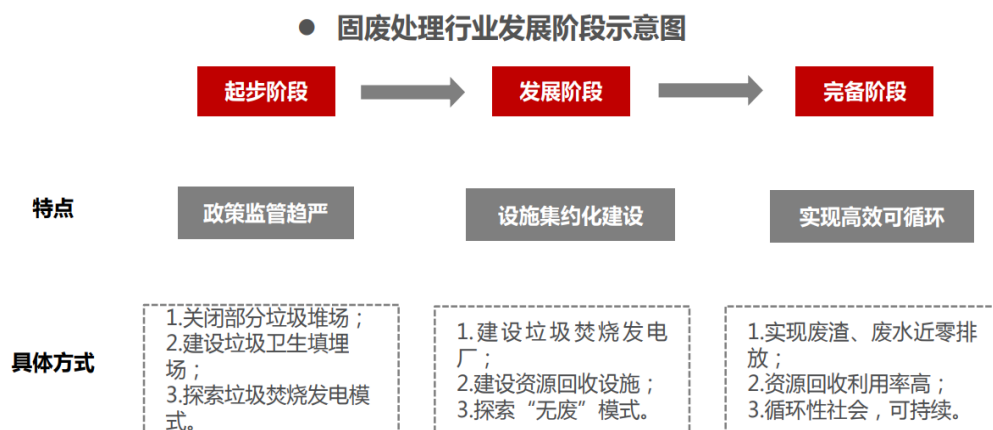 ● 固废处理行业发展阶段示意图
起步阶段
发展阶段
完备阶段
特点
政策监管趋严
设施集约化建设
实现高效可循环
具体方式
1.关闭部分垃圾堆场；
2.建设垃圾卫生填埋
场；
3.探索垃圾焚烧发电模
式。
1.建设垃圾焚烧发电
厂；
2.建设资源回收设施；
3.探索“无废”模式。
1.实现废渣、废水近零排
放；
2.资源回收利用率高；
3.循环性社会，可持续。